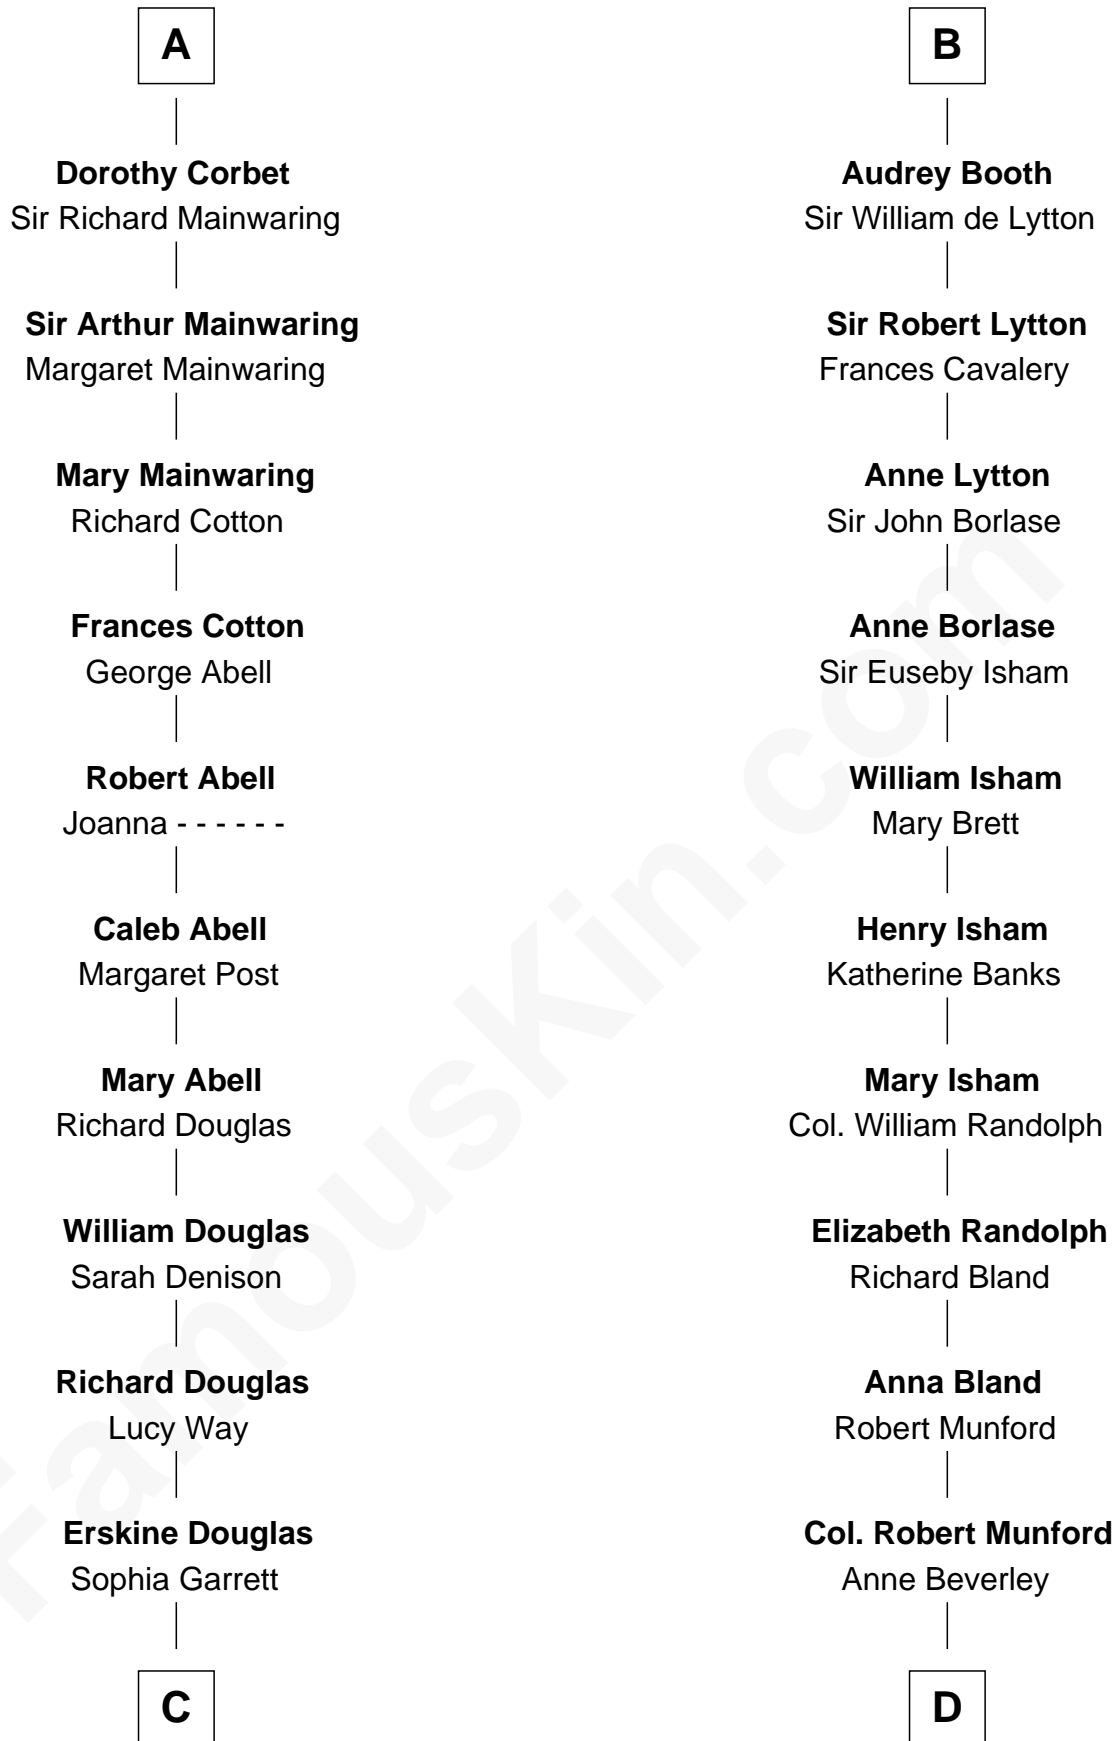 A
Dorothy Corbet
Sir Richard Mainwaring
Sir Arthur Mainwaring
Margaret Mainwaring
Mary Mainwaring
Richard Cotton
Frances Cotton
George Abell
Robert Abell
Joanna - - - - - -
Caleb Abell
Margaret Post
Mary Abell
Richard Douglas
William Douglas
Sarah Denison
Richard Douglas
Lucy Way
Erskine Douglas
Sophia Garrett
C
B
Audrey Booth
Sir William de Lytton
Sir Robert Lytton
Frances Cavalery
Anne Lytton
Sir John Borlase
Anne Borlase
Sir Euseby Isham
William Isham
Mary Brett
Henry Isham
Katherine Banks
Mary Isham
Col. William Randolph
Elizabeth Randolph
Richard Bland
Anna Bland
Robert Munford
Col. Robert Munford
Anne Beverley
D
FamousKin.com